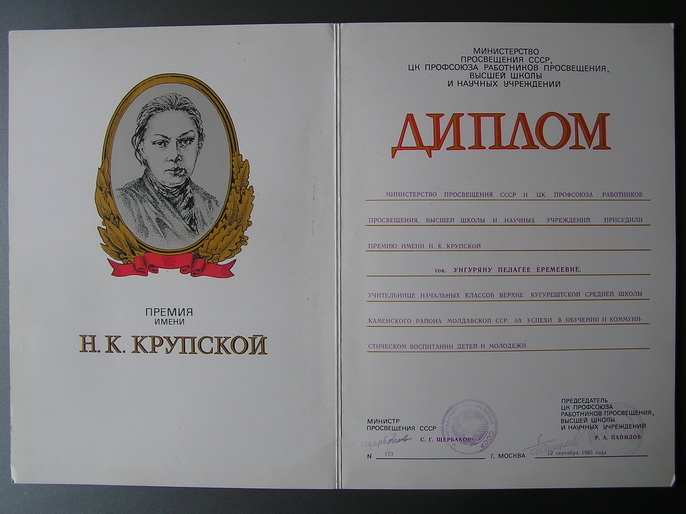 ПРЕМИЯ
ИМЕНИ
Н. К. КРУПСКОЙ
МИНИСТЕРСТВО
ПРОСВЕЩЕНИЯ СССР,
ЦК ПРОФСОЮЗА РАБОТНИКОВ ПРОСВЕЩЕНИЯ,
ВЫСШЕЙ ШКОЛЫ
И НАУЧНЫХ УЧРЕЖДЕНИЙ
ДИПЛОМ
МИНИСТЕРСТВО ПРОСВЕЩЕНИЯ СССР И ЦК ПРОФСОЮЗА РАБОТНИКОВ
ПРОСВЕЩЕНИЯ, ВЫСШЕЙ ШКОЛЫ И НАУЧНЫХ УЧРЕЖДЕНИЙ ПРИСУДИЛИ
ПРЕМИЮ ИМЕНИ Н. К. КРУПСКОЙ
тов. УНГУРЯНУ ПЕЛАГЕЕ ЕРЕМЕЕВНЕ,
УЧИТЕЛЬНИЦЕ НАЧАЛЬНЫХ КЛАССОВ ВЕРХНЕ КУГУРЕШТСКОЙ СРЕДНЕЙ ШКОЛЫ
КАМЕНСКОГО РАЙОНА МОЛДАВСКОЙ ССР, ЗА УСПЕХИ В ОБУЧЕНИИ И КОММУНИ-
СТИЧЕСКОМ ВОСПИТАНИИ ДЕТЕЙ И МОЛОДЕЖИ
МИНИСТР
ПРОСВЕЩЕНИЯ СССР
С. Г. ЩЕРБАКОВ
ПРЕДСЕДАТЕЛЬ
ЦК ПРОФСОЮЗА
РАБОТНИКОВ ПРОСВЕЩЕНИЯ,
ВЫСШЕЙ ШКОЛЫ
И НАУЧНЫХ УЧРЕЖДЕНИЙ
Р. А. ПАПИЛОВ
N 173 Г. МОСКВА 12 сентября 1985 года